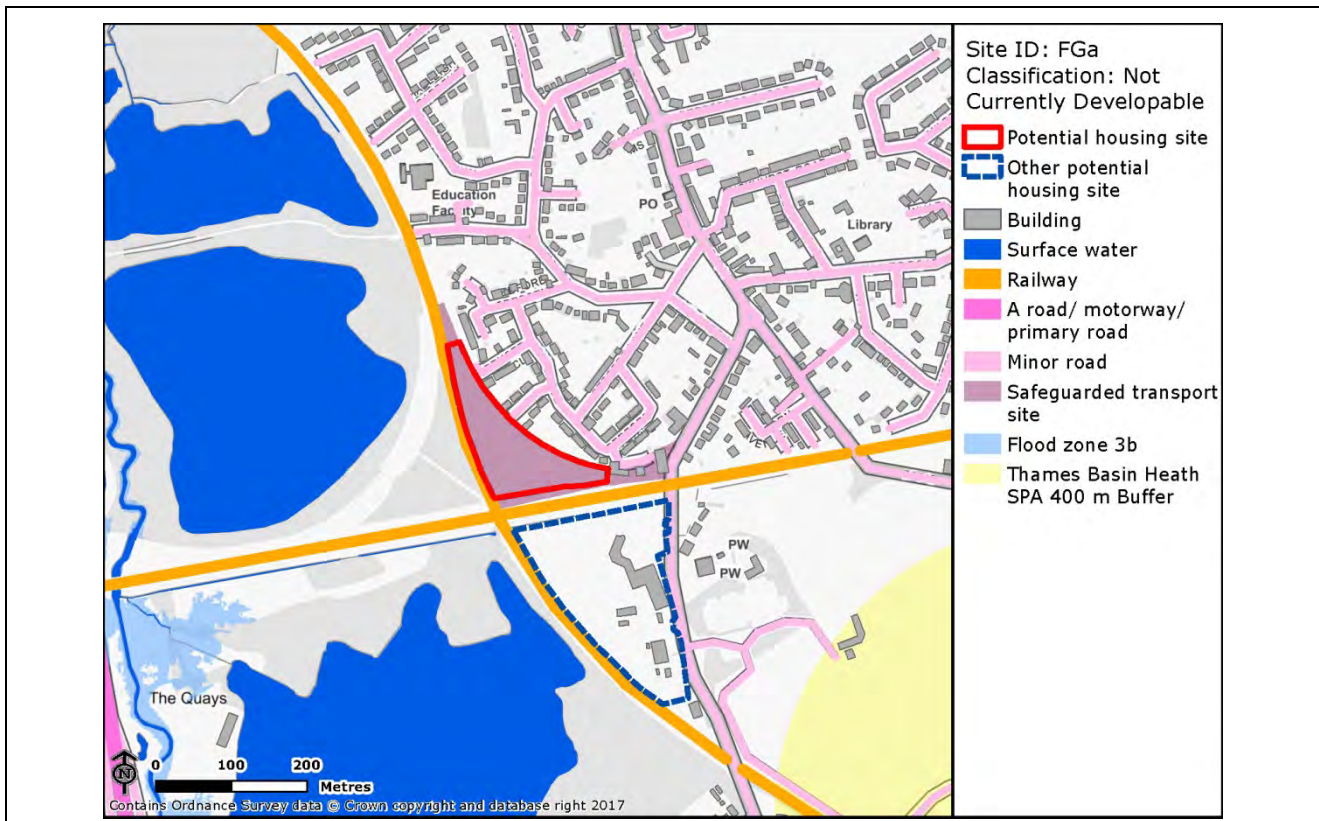 Site ID: FGa
Classification: Not
Currently Developable
Potential housing site
Other potential
housing site
Building
Surface water
Railway
A road/ motorway/
primary road
Minor road
Safeguarded transport
site
Flood zone 3b
Thames Basin Heath
SPA 400 m Buffer
MS
Education
Facility
PO
Library
PW
PW
The Quays
N
0 100 200
Metres
Contains Ordnance Survey data © Crown copyright and database right 2017